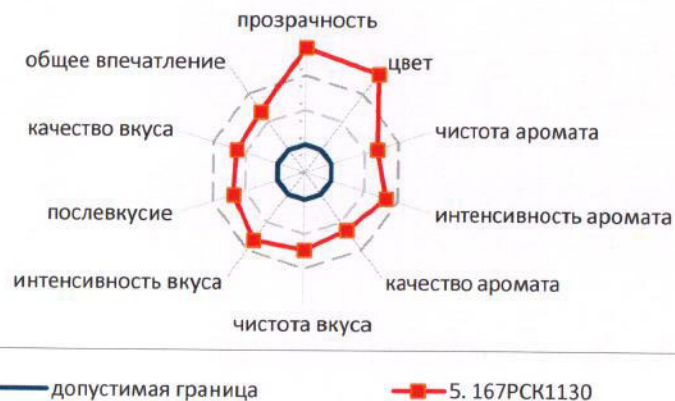 прозрачность
общее впечатление
цвет
качество вкуса
чистота аромата
послевкусие
интенсивность аромата
интенсивность вкуса
качество аромата
чистота вкуса
допустимая граница
5. 167РСК1130